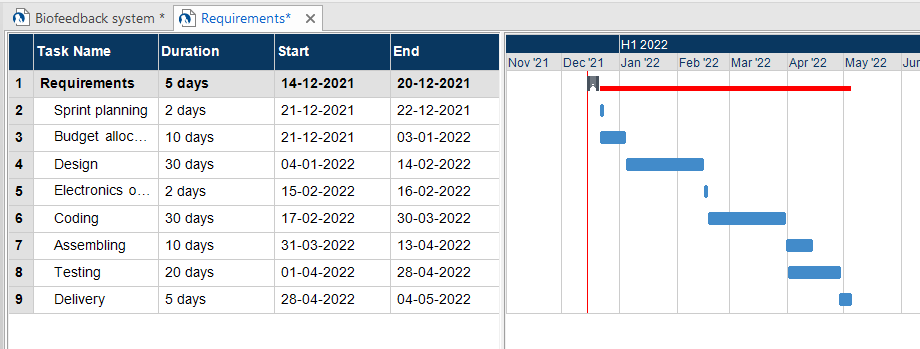 Biofeedback system *
Requirements*
Task Name Duration Start End
H1 2022
Nov '21 Dec '21 Jan '22 Feb '22 Mar '22 Apr '22 May '22 Jun
1 Requirements 5 days 14-12-2021 20-12-2021
2 Sprint planning 2 days 21-12-2021 22-12-2021
3 Budget alloc... 10 days 21-12-2021 03-01-2022
4 Design 30 days 04-01-2022 14-02-2022
5 Electronics o... 2 days 15-02-2022 16-02-2022
6 Coding 30 days 17-02-2022 30-03-2022
7 Assembling 10 days 31-03-2022 13-04-2022
8 Testing 20 days 01-04-2022 28-04-2022
9 Delivery 5 days 28-04-2022 04-05-2022